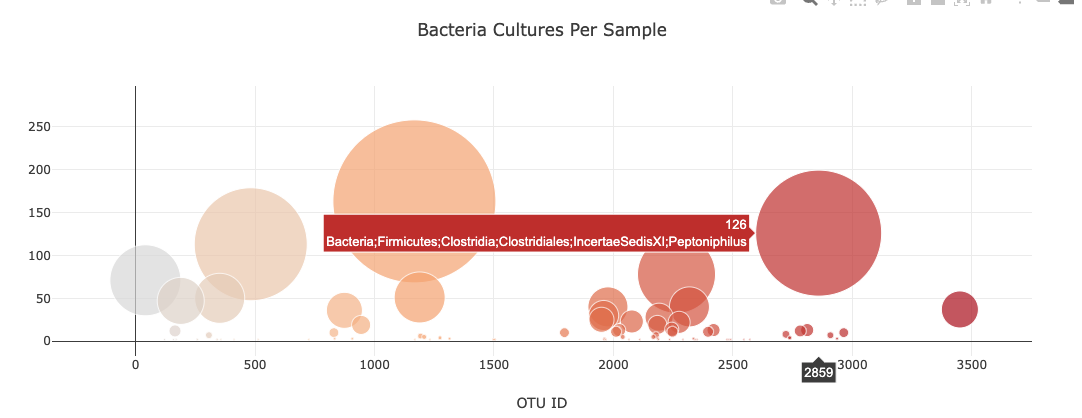 Bacteria Cultures Per Sample
250
200
150
126
Bacteria;Firmicutes;Clostridia;Clostridiales;IncertaeSedisXI;Peptoniphilus
100
50
0
0 500 1000 1500 2000 2500 3000 3500
2859
OTU ID